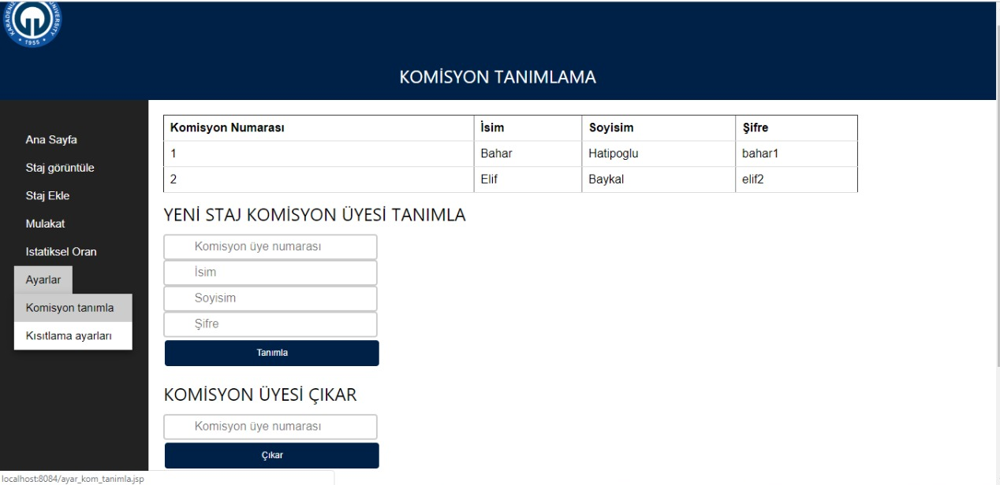 KARADENİZ
UNIVERSITY
1955
KOMİSYON TANIMLAMA
Ana Sayfa
Staj görüntüle
Staj Ekle
Mulakat
Istatiksel Oran
Ayarlar
Komisyon tanımla
Kısıtlama ayarları
Komisyon Numarası İsim Soyisim Şifre
1 Bahar Hatipoglu bahar1
2 Elif Baykal elif2
YENİ STAJ KOMİSYON ÜYESİ TANIMLA
Komisyon üye numarası
İsim
Soyisim
Şifre
Tanımla
KOMİSYON ÜYESİ ÇIKAR
Komisyon üye numarası
Çıkar
localhost:8084/ayar_kom_tanimla.jsp